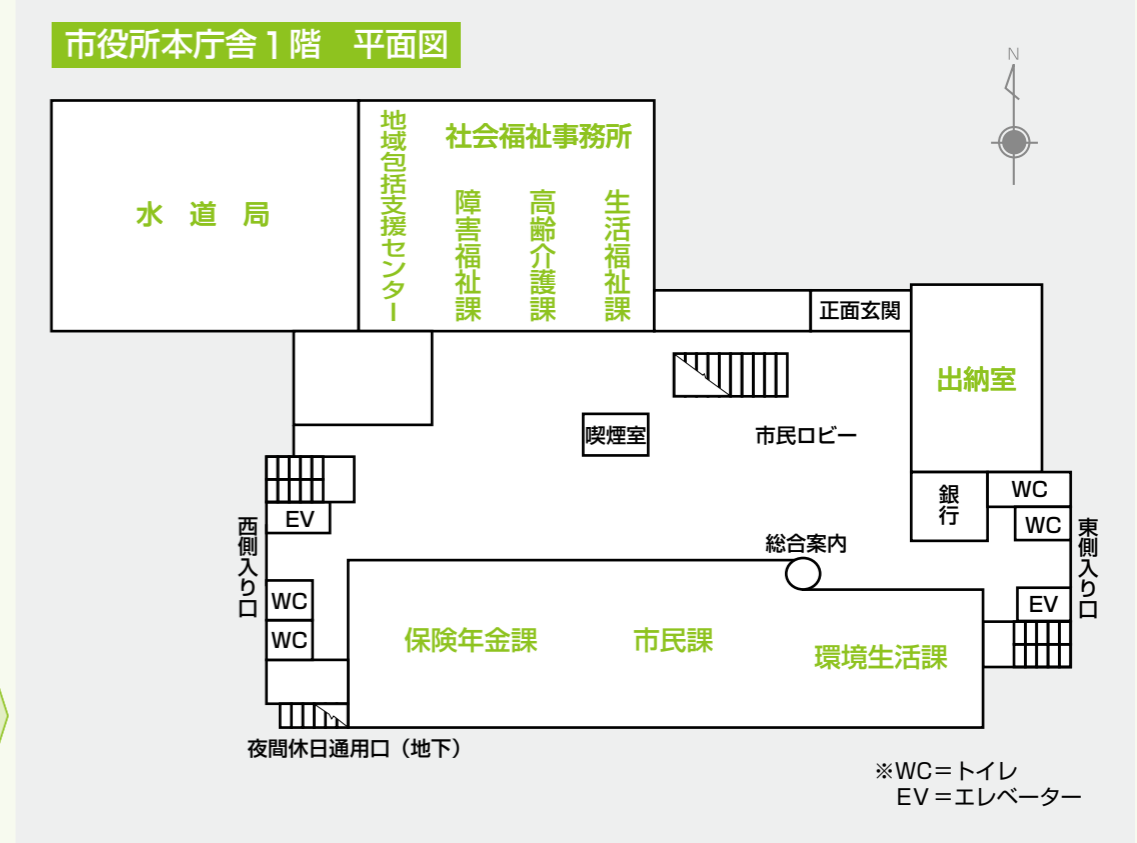 市役所本庁舎1階　平面図
N
水　道　局
地域包括支援センター
社会福祉事務所
障害福祉課
高齢介護課
生活福祉課
正面玄関
出納室
喫煙室
市民ロビー
銀行
WC
WC
東側入り口
EV
西側入り口
EV
WC
WC
総合案内
保険年金課
市民課
環境生活課
夜間休日通用口（地下）
※WC＝トイレ
EV＝エレベーター